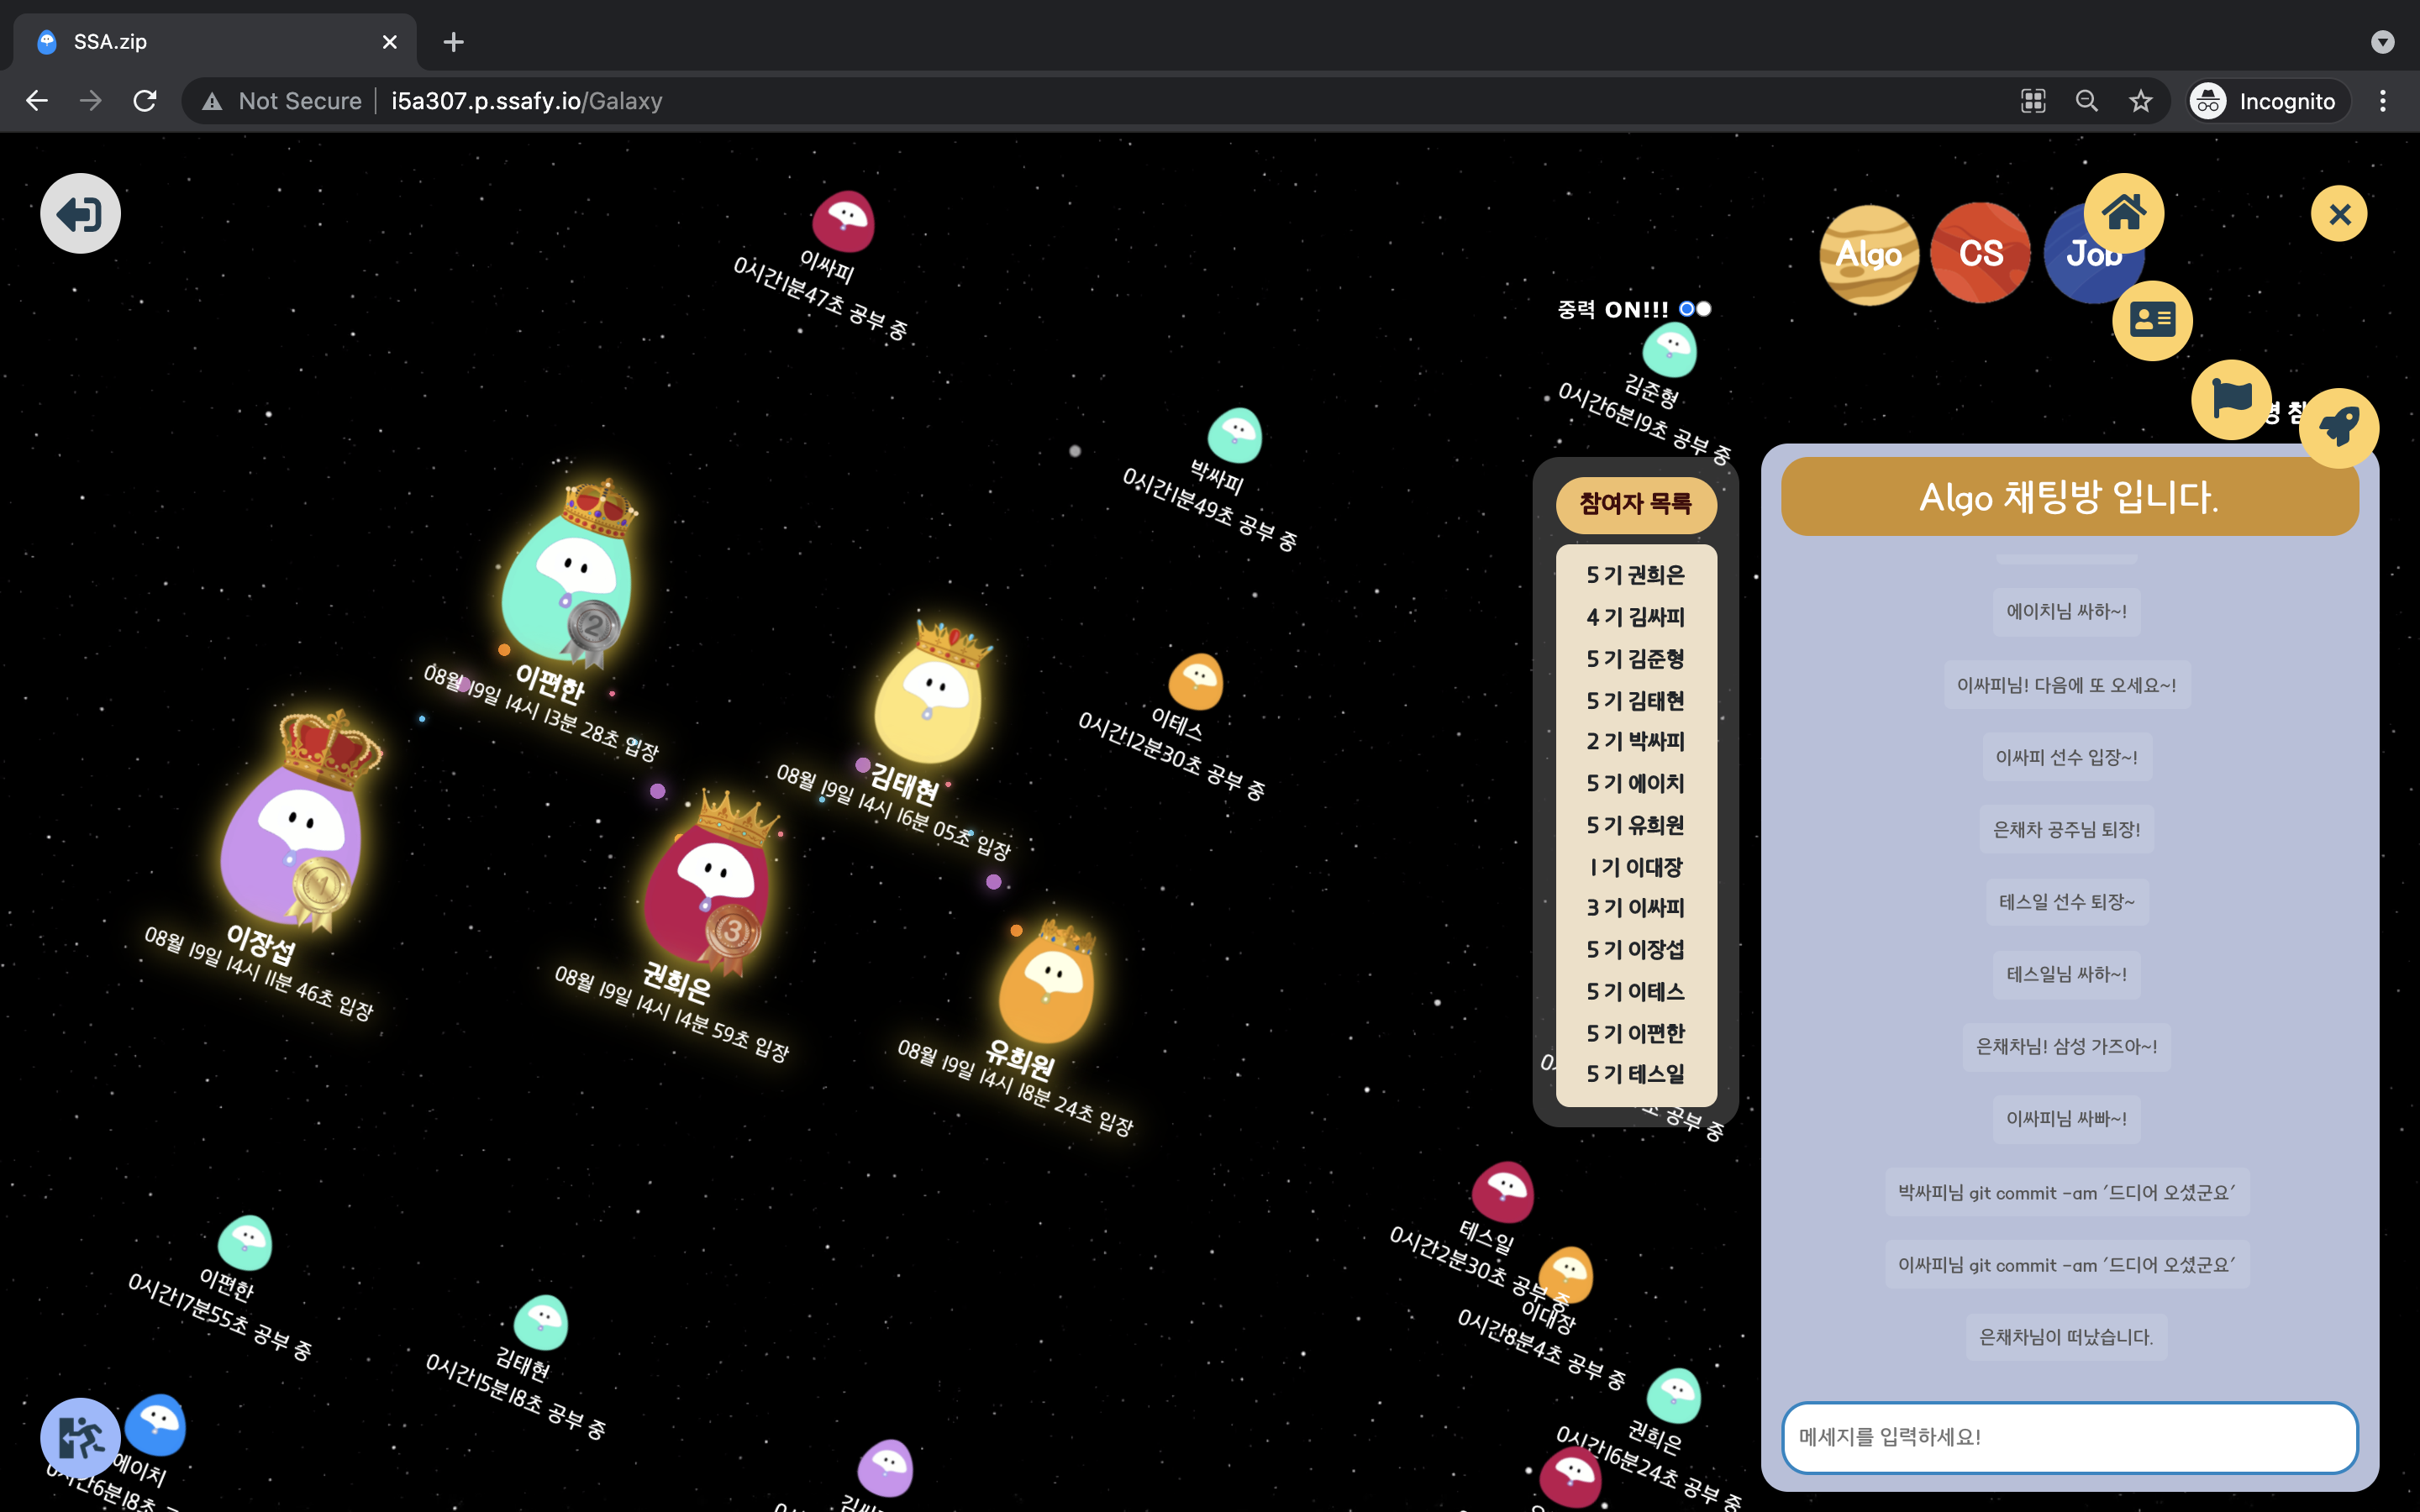 SSA.zip
Not Secure
i5a307.p.ssafy.io/Galaxy
Incognito
이싸피
0시간1분47초 공부 중
중력 ON!!!
Algo
CS
Job
김준형
0시간6분19초 공부 중
박싸피
0시간1분49초 공부 중
2
이편한
08월 19일 14시 13분 28초 입장
김태현
08월 19일 14시 16분 05초 입장
이테스
0시간12분30초 공부 중
1
이장섭
08월 19일 14시 11분 46초 입장
3
권희은
08월 19일 14시 14분 59초 입장
유희원
08월 19일 14시 18분 24초 입장
참여자 목록
5 기 권희은
4 기 김싸피
5 기 김준형
5 기 김태현
2 기 박싸피
5 기 에이치
5 기 유희원
1 기 이대장
3 기 이싸피
5 기 이장섭
5 기 이테스
5 기 이편한
5 기 테스일
공부 중
테스일
0시간2분30초 공부 중
이대장
0시간8분4초 공부 중
권희은
0시간16분24초 공부 중
이편한
0시간17분55초 공부 중
김태현
0시간15분18초 공부 중
에이치
Algo 채팅방 입니다.
에이치님 싸하~!
이싸피님! 다음에 또 오세요~!
이싸피 선수 입장~!
은채차 공주님 퇴장!
테스일 선수 퇴장~
테스일님 싸하~!
은채차님! 삼성 가즈아~!
이싸피님 싸빠~!
박싸피님 git commit -am '드디어 오셨군요'
이싸피님 git commit -am '드디어 오셨군요'
은채차님이 떠났습니다.
메세지를 입력하세요!